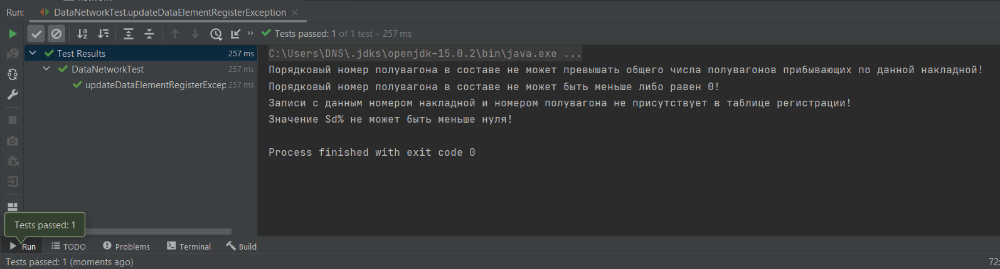 Run: DataNetworkTest.updateDataElementRegisterException
Tests passed: 1 of 1 test – 257 ms
Test Results 257 ms
DataNetworkTest 257 ms
updateDataElementRegisterExcep 257 ms
C:\Users\DNS\.jdks\openjdk-15.0.2\bin\java.exe ...
Порядковый номер полувагона в составе не может превышать общего числа полувагонов прибывающих по данной накладной!
Порядковый номер полувагона в составе не может быть меньше либо равен 0!
Записи с данным номером накладной и номером полувагона не присутствует в таблице регистрации!
Значение Sd% не может быть меньше нуля!
Process finished with exit code 0
Tests passed: 1
Run TODO Problems Terminal Build
Tests passed: 1 (moments ago) 72: